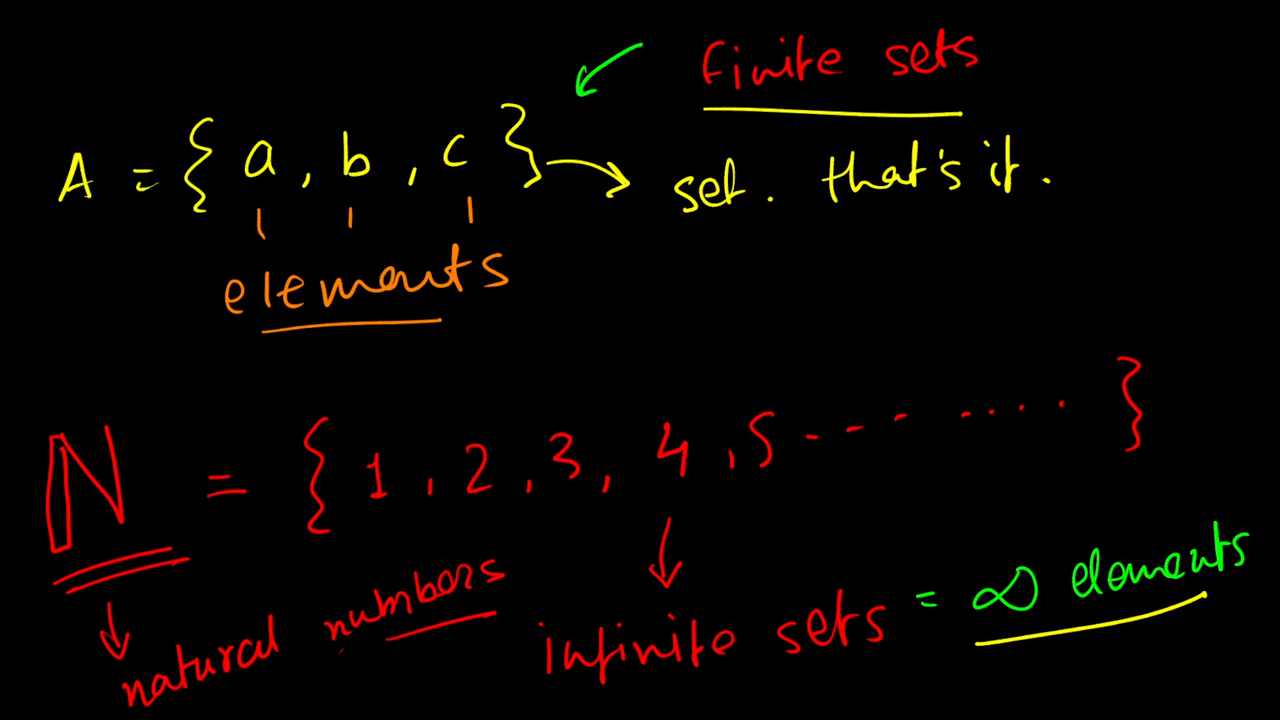 finite sets
A = { a , b , c } → set. that's it.
elements
ℕ = { 1 , 2 , 3 , 4 , 5 - - - - .... }
natural numbers
infinite sets = ∞ elements